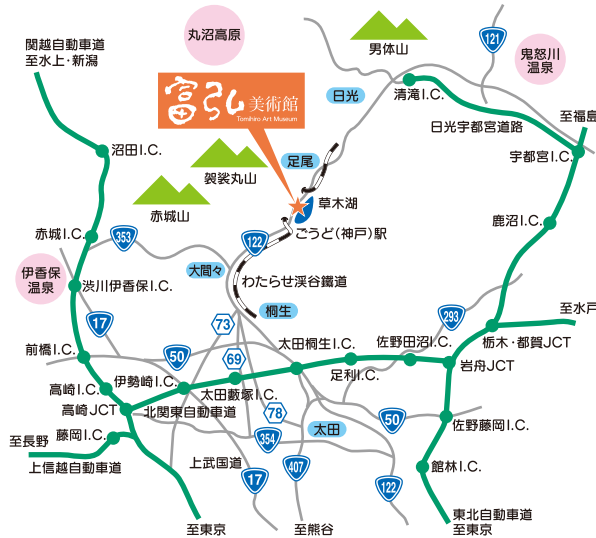 丸沼高原
男体山
121
鬼怒川
温泉
関越自動車道
至水上・新潟
富弘美術館
Tomihiro Art Museum
日光
清滝I.C.
日光宇都宮道路
至福島
宇都宮I.C.
沼田I.C.
袈裟丸山
足尾
草木湖
赤城山
鹿沼I.C.
赤城I.C.
353
122
ごうど(神戸)駅
伊香保
温泉
大間々
わたらせ渓谷鐵道
渋川伊香保I.C.
桐生
293
至水戸
17
73
前橋I.C.
50
69
太田桐生I.C.
佐野田沼I.C.
栃木・都賀JCT
岩舟JCT
高崎I.C.
伊勢崎I.C.
太田藪塚I.C.
足利I.C.
高崎JCT
北関東自動車道
78
太田
50
佐野藤岡I.C.
至長野
藤岡I.C.
354
上信越自動車道
上武国道
17
407
122
館林I.C.
至東京
至熊谷
東北自動車道
至東京